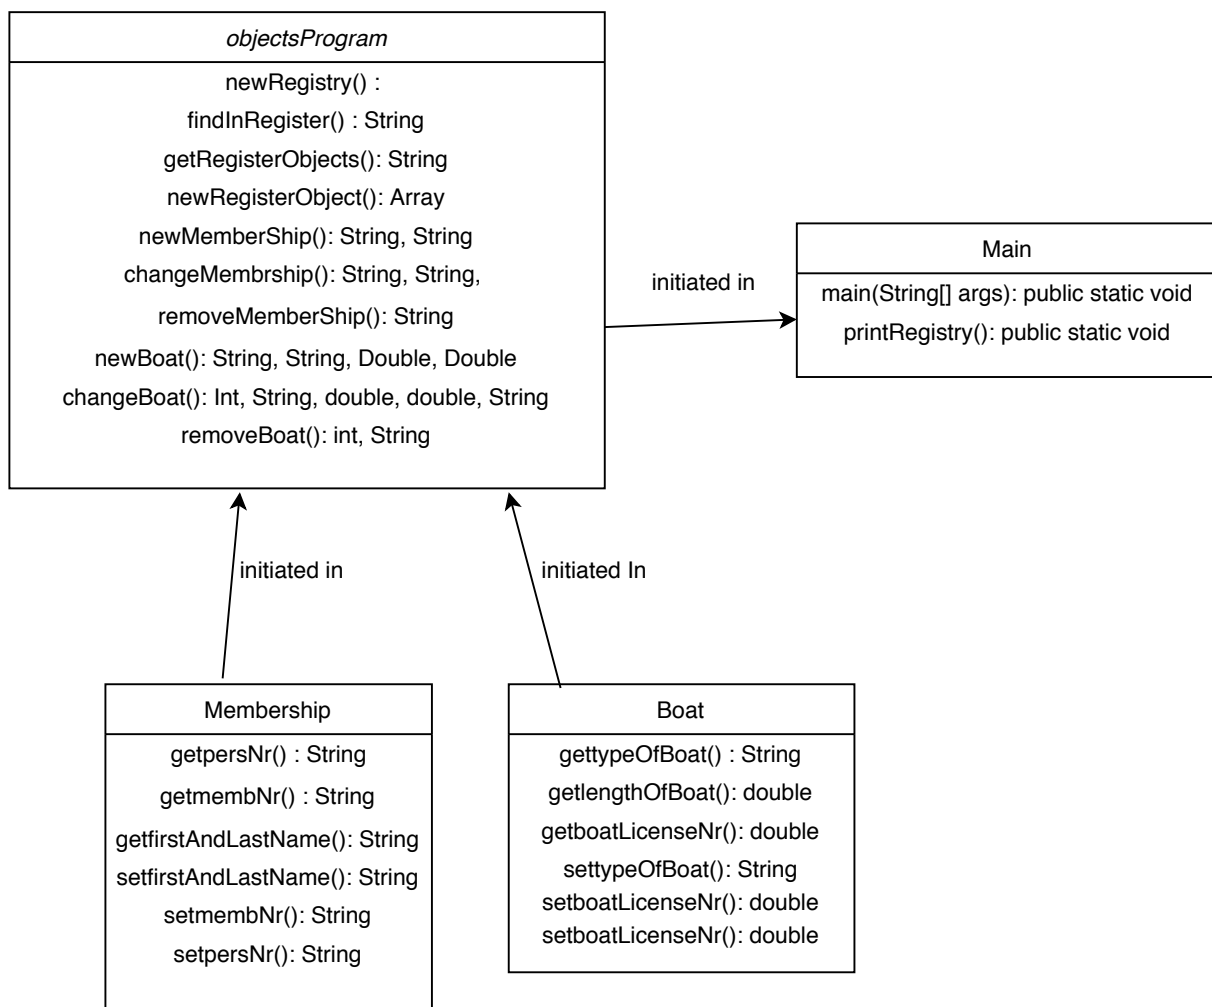 objectsProgram
newRegistry() :
findInRegister() : String
getRegisterObjects(): String
newRegisterObject(): Array
newMemberShip(): String, String
changeMembrship(): String, String,
removeMemberShip(): String
newBoat(): String, String, Double, Double
changeBoat(): Int, String, double, double, String
removeBoat(): int, String
initiated in
Main
main(String[] args): public static void
printRegistry(): public static void
initiated in
initiated In
Membership
getpersNr() : String
getmembNr() : String
getfirstAndLastName(): String
setfirstAndLastName(): String
setmembNr(): String
setpersNr(): String
Boat
gettypeOfBoat() : String
getlengthOfBoat(): double
getboatLicenseNr(): double
settypeOfBoat(): String
setboatLicenseNr(): double
setboatLicenseNr(): double